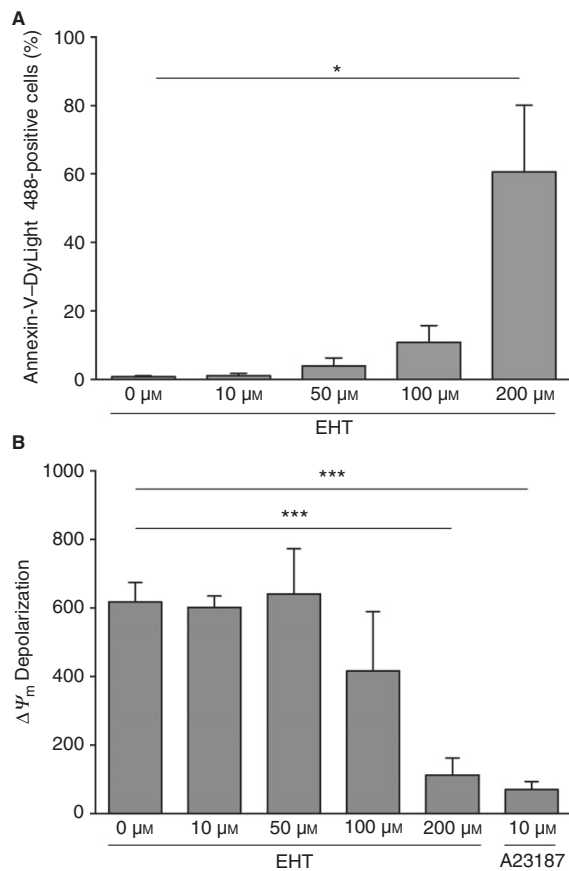 A
Annexin-V–DyLight 488-positive cells (%)
100
80
60
40
20
0
*
0 µM 10 µM 50 µM 100 µM 200 µM
EHT
B
ΔΨm Depolarization
1000
800
600
400
200
0
***
***
0 µM 10 µM 50 µM 100 µM 200 µM 10 µM
EHT A23187